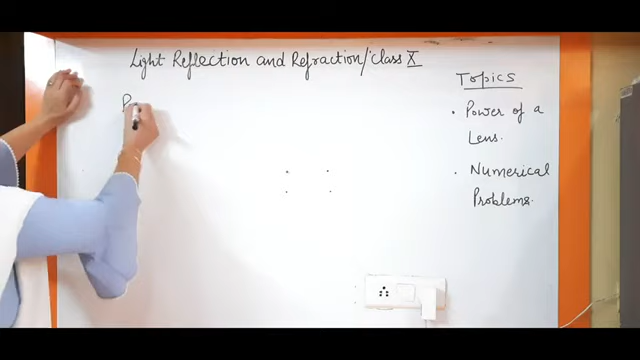 Light Reflection and Refraction/class X
P
Topics
• Power of a
Lens.
• Numerical
Problems.